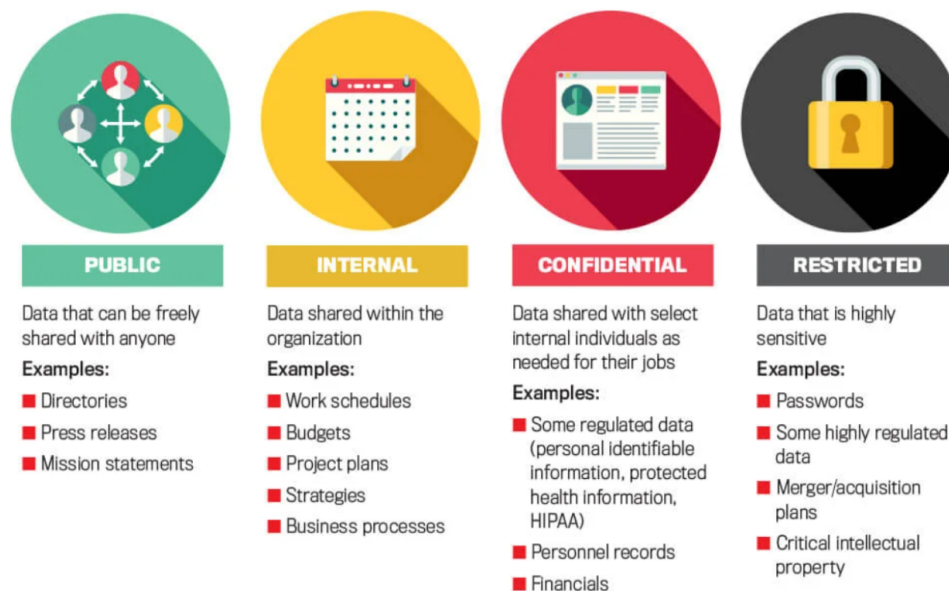 PUBLIC
Data that can be freely
shared with anyone
Examples:
Directories
Press releases
Mission statements
INTERNAL
Data shared within the
organization
Examples:
Work schedules
Budgets
Project plans
Strategies
Business processes
CONFIDENTIAL
Data shared with select
internal individuals as
needed for their jobs
Examples:
Some regulated data
(personal identifiable
information, protected
health information,
HIPAA)
Personnel records
Financials
RESTRICTED
Data that is highly
sensitive
Examples:
Passwords
Some highly regulated
data
Merger/acquisition
plans
Critical intellectual
property